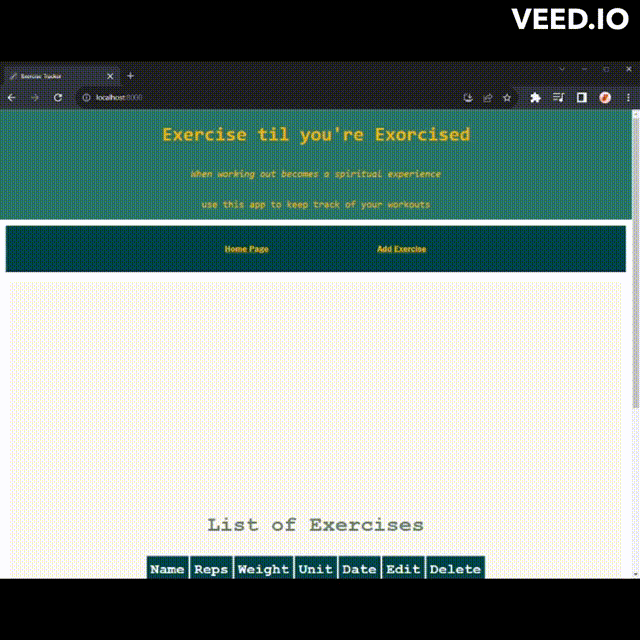 VEED.IO
Exercise Tracker
localhost:8000
Exercise til you're Exorcised
When working out becomes a spiritual experience
use this app to keep track of your workouts
Home Page Add Exercise
List of Exercises
Name Reps Weight Unit Date Edit Delete